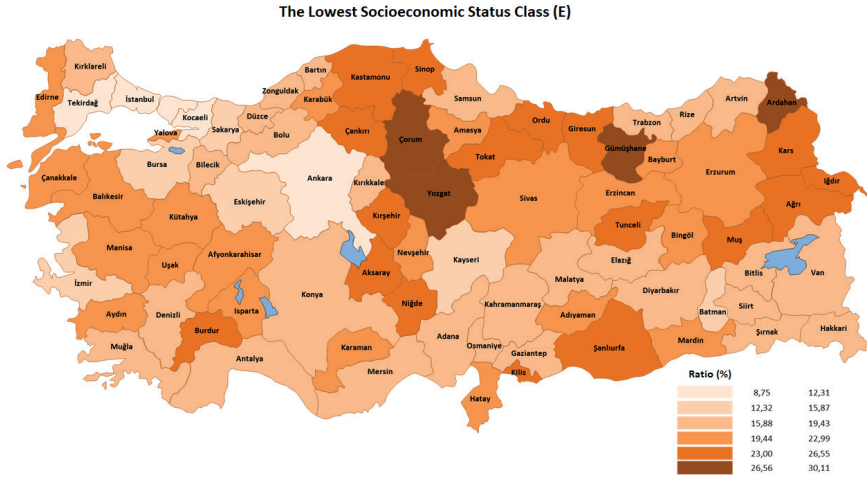 The Lowest Socioeconomic Status Class (E)
Kırklareli
Edirne
Tekirdağ
İstanbul
Kocaeli
Yalova
Sakarya
Düzce
Zonguldak
Bartın
Karabük
Kastamonu
Sinop
Bolu
Çankırı
Samsun
Çorum
Amasya
Ordu
Giresun
Trabzon
Rize
Artvin
Ardahan
Gümüşhane
Bayburt
Tokat
Kars
Iğdır
Ağrı
Erzurum
Erzincan
Sivas
Yozgat
Kırıkkale
Ankara
Bilecik
Bursa
Eskişehir
Çanakkale
Balıkesir
Kütahya
Kırşehir
Tunceli
Bingöl
Muş
Manisa
Uşak
Afyonkarahisar
Aksaray
Nevşehir
Kayseri
Malatya
Elazığ
Bitlis
Van
İzmir
Aydın
Denizli
Isparta
Burdur
Konya
Niğde
Kahramanmaraş
Adıyaman
Diyarbakır
Batman
Siirt
Şırnak
Hakkari
Muğla
Antalya
Karaman
Mersin
Adana
Osmaniye
Gaziantep
Kilis
Şanlıurfa
Mardin
Hatay
Ratio (%)
8,75 12,31
12,32 15,87
15,88 19,43
19,44 22,99
23,00 26,55
26,56 30,11